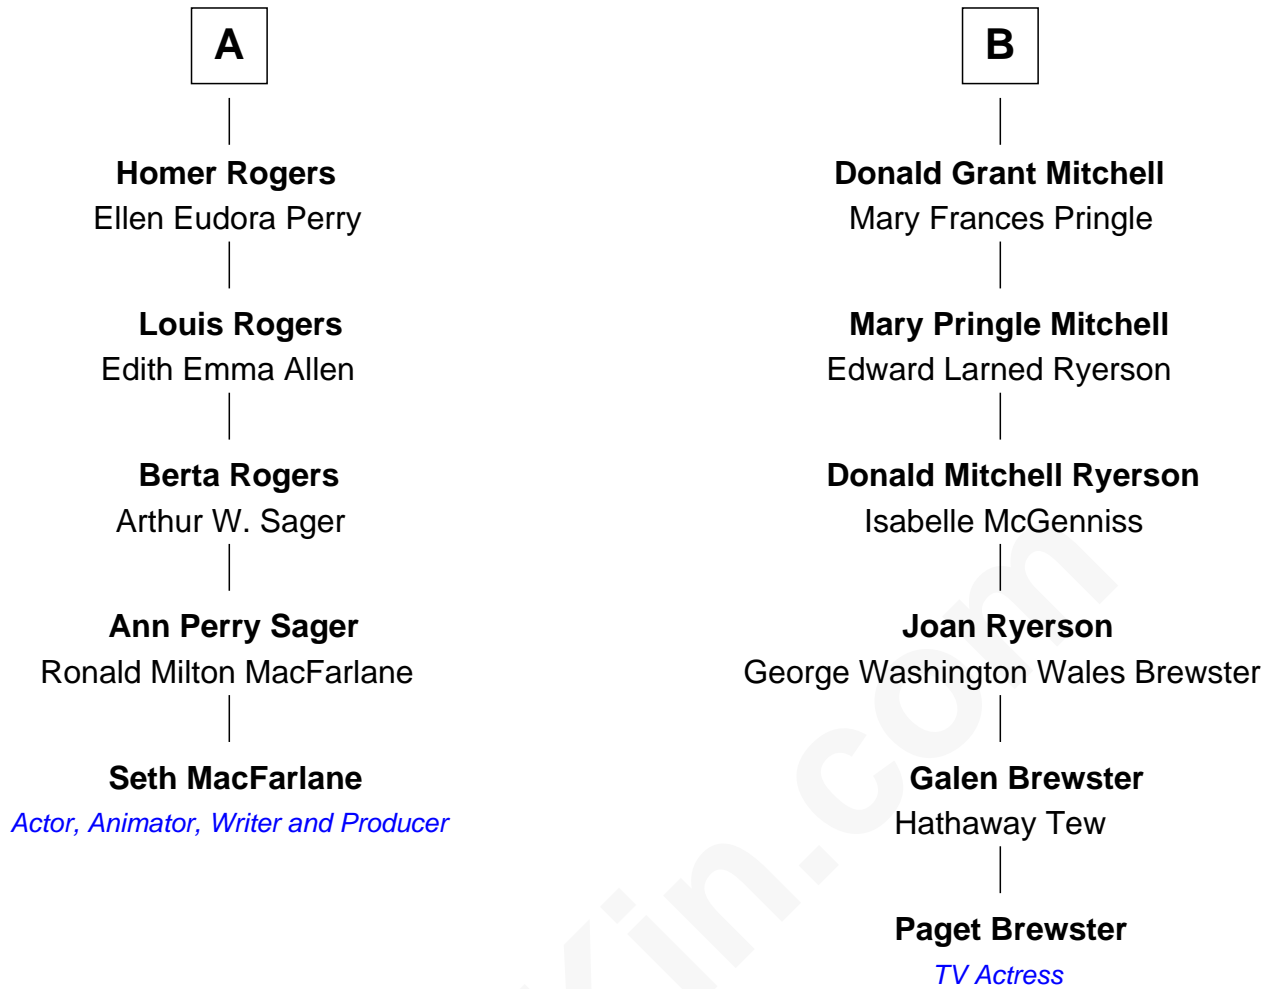 A
Homer Rogers
Ellen Eudora Perry
Louis Rogers
Edith Emma Allen
Berta Rogers
Arthur W. Sager
Ann Perry Sager
Ronald Milton MacFarlane
Seth MacFarlane
Actor, Animator, Writer and Producer
B
Donald Grant Mitchell
Mary Frances Pringle
Mary Pringle Mitchell
Edward Larned Ryerson
Donald Mitchell Ryerson
Isabelle McGenniss
Joan Ryerson
George Washington Wales Brewster
Galen Brewster
Hathaway Tew
Paget Brewster
TV Actress
Kin.com